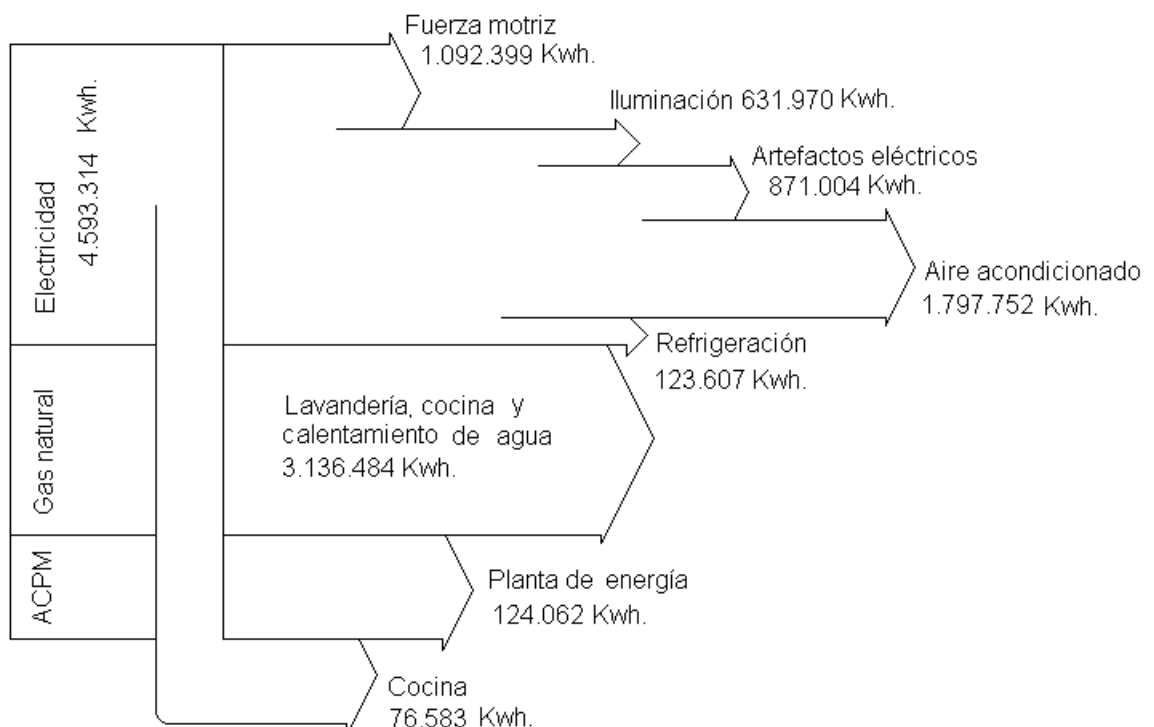 Fuerza motriz
1.092.399 Kwh.
Iluminación 631.970 Kwh.
Artefactos eléctricos
871.004 Kwh.
Aire acondicionado
1.797.752 Kwh.
Refrigeración
123.607 Kwh.
Electricidad
4.593.314 Kwh.
Gas natural
Lavandería, cocina y
calentamiento de agua
3.136.484 Kwh.
ACPM
Planta de energía
124.062 Kwh.
Cocina
76.583 Kwh.